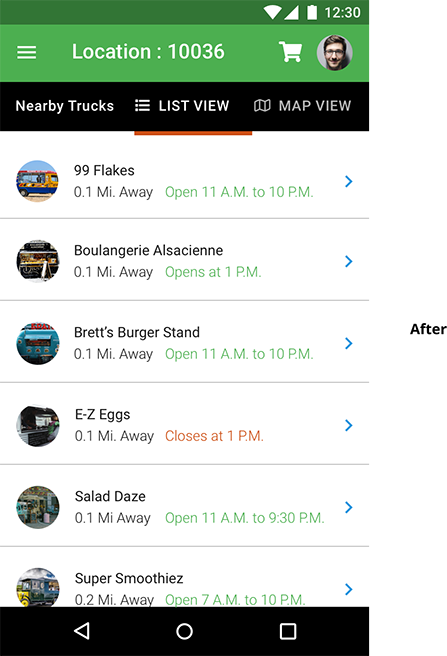 12:30
Location : 10036
Nearby Trucks LIST VIEW MAP VIEW
99 Flakes
0.1 Mi. Away Open 11 A.M. to 10 P.M.
Boulangerie Alsacienne
0.1 Mi. Away Opens at 1 P.M.
Brett’s Burger Stand
0.1 Mi. Away Open 11 A.M. to 10 P.M.
After
E-Z Eggs
0.1 Mi. Away Closes at 1 P.M.
Salad Daze
0.1 Mi Away Open 11 A.M. to 9:30 P.M.
Super Smoothiez
0.2 Mi. Away Open 7 A.M. to 10 P.M.